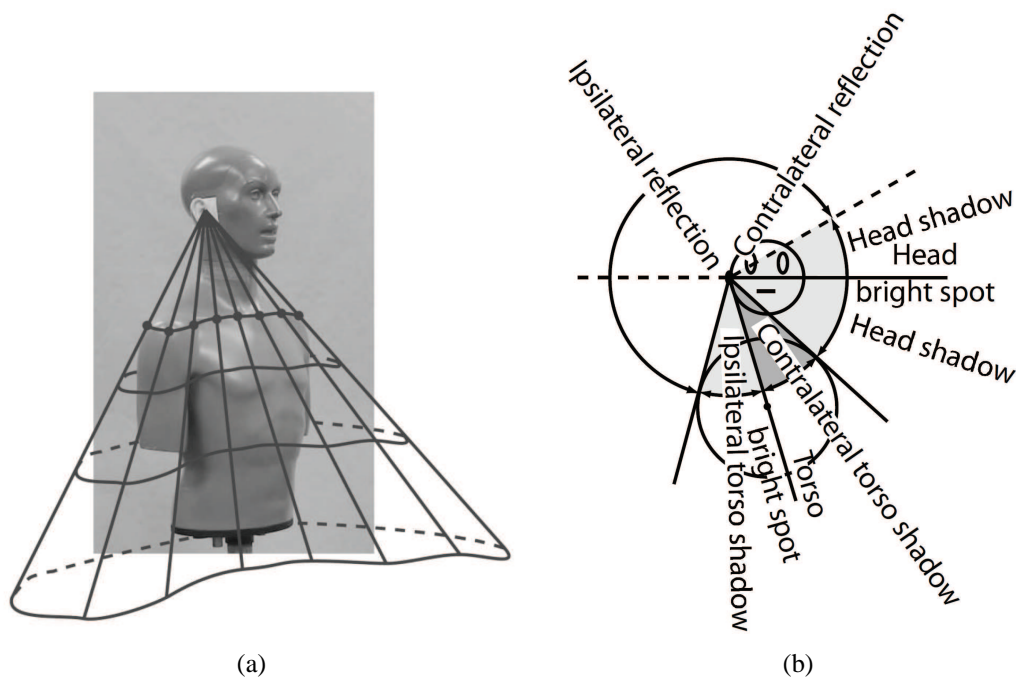 Ipsilateral reflection
Contralateral reflection
Head shadow
Head
bright spot
Head shadow
Ipsilateral torso shadow
Torso
bright spot
Contralateral torso shadow
(a)
(b)